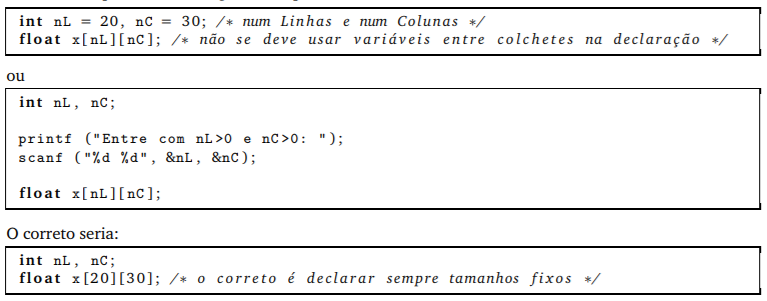 int nL = 20, nC = 30; /* num Linhas e num Colunas */
float x[nL][nC]; /* não se deve usar variáveis entre colchetes na declaração */
ou
int nL, nC;
printf ("Entre com nL>0 e nC>0: ");
scanf ("%d %d", &nL, &nC);
float x[nL][nC];
O correto seria:
int nL, nC;
float x[20][30]; /* o correto é declarar sempre tamanhos fixos */